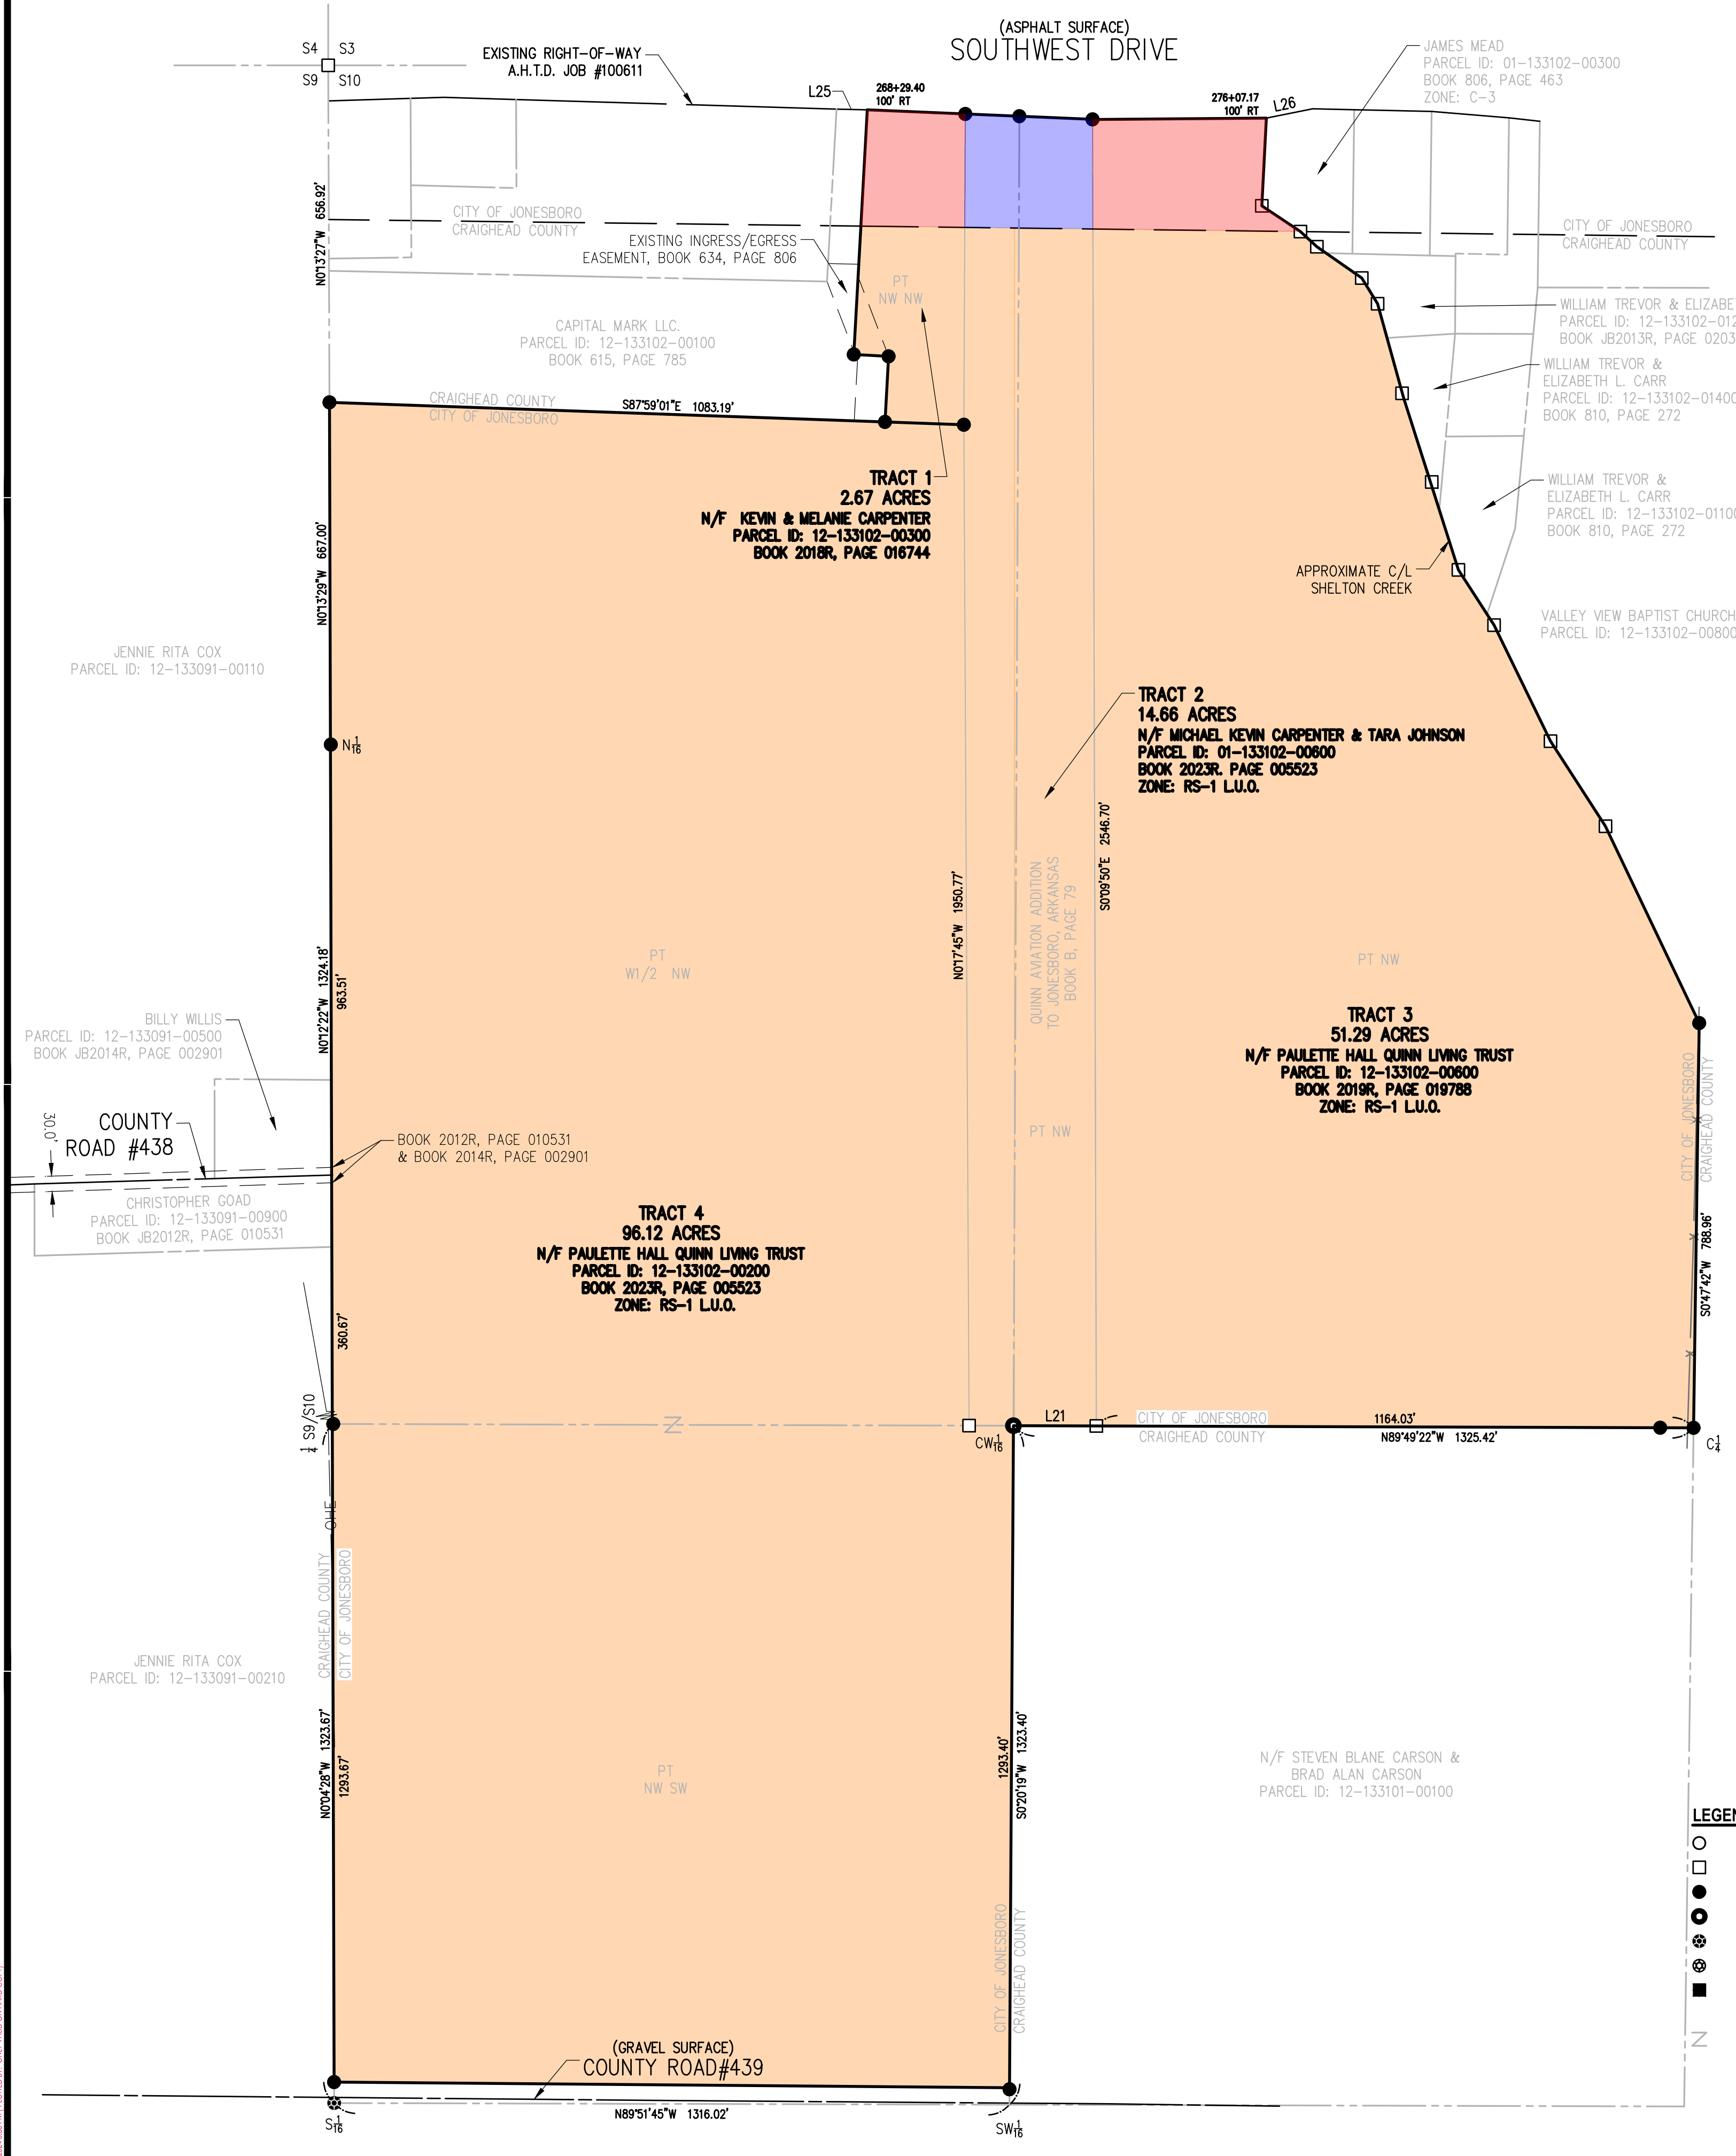 (ASPHALT SURFACE)
SOUTHWEST DRIVE
S4 S3
S9 S10
EXISTING RIGHT-OF-WAY
A.H.T.D. JOB #100611
L25
268+29.40
100' RT
276+07.17
100' RT
L26
JAMES MEAD
PARCEL ID: 01-133102-00300
BOOK 806, PAGE 463
ZONE: C-3
N0°13'27"W 656.92'
CITY OF JONESBORO
CRAIGHEAD COUNTY
EXISTING INGRESS/EGRESS
EASEMENT, BOOK 634, PAGE 806
CITY OF JONESBORO
CRAIGHEAD COUNTY
PT
NW NW
CAPITAL MARK LLC.
PARCEL ID: 12-133102-00100
BOOK 615, PAGE 785
WILLIAM TREVOR & ELIZABE
PARCEL ID: 12-133102-012
BOOK JB2013R, PAGE 0203
WILLIAM TREVOR &
ELIZABETH L. CARR
PARCEL ID: 12-133102-01400
BOOK 810, PAGE 272
CRAIGHEAD COUNTY
CITY OF JONESBORO
S87°59'01"E 1083.19'
TRACT 1
2.67 ACRES
N/F KEVIN & MELANIE CARPENTER
PARCEL ID: 12-133102-00300
BOOK 2018R, PAGE 016744
WILLIAM TREVOR &
ELIZABETH L. CARR
PARCEL ID: 12-133102-01100
BOOK 810, PAGE 272
N0°13'29"W 667.00'
APPROXIMATE C/L
SHELTON CREEK
VALLEY VIEW BAPTIST CHURCH
PARCEL ID: 12-133102-00800
JENNIE RITA COX
PARCEL ID: 12-133091-00110
N 1/16
TRACT 2
14.66 ACRES
N/F MICHAEL KEVIN CARPENTER & TARA JOHNSON
PARCEL ID: 01-133102-00600
BOOK 2023R. PAGE 005523
ZONE: RS-1 L.U.O.
N0°17'45"W 1950.77'
QUINN AVIATION ADDITION
TO JONESBORO, ARKANSAS
BOOK B, PAGE 79
S0°09'50"E 2546.70'
PT
W1/2 NW
PT NW
N0°12'22"W 1324.18'
963.51'
BILLY WILLIS
PARCEL ID: 12-133091-00500
BOOK JB2014R, PAGE 002901
TRACT 3
51.29 ACRES
N/F PAULETTE HALL QUINN LIVING TRUST
PARCEL ID: 12-133102-00600
BOOK 2019R, PAGE 019788
ZONE: RS-1 L.U.O.
CITY OF JONESBORO
CRAIGHEAD COUNTY
30.0'
COUNTY
ROAD #438
BOOK 2012R, PAGE 010531
& BOOK 2014R, PAGE 002901
PT NW
CHRISTOPHER GOAD
PARCEL ID: 12-133091-00900
BOOK JB2012R, PAGE 010531
TRACT 4
96.12 ACRES
N/F PAULETTE HALL QUINN LIVING TRUST
PARCEL ID: 12-133102-00200
BOOK 2023R, PAGE 005523
ZONE: RS-1 L.U.O.
S0°47'42"W 788.96'
360.67'
1/4 S9/S10
L21
CITY OF JONESBORO
CRAIGHEAD COUNTY
1164.03'
N89°49'22"W 1325.42'
CW 1/16
C 1/4
OHE
CRAIGHEAD COUNTY
CITY OF JONESBORO
JENNIE RITA COX
PARCEL ID: 12-133091-00210
N0°04'28"W 1323.67'
1293.67'
PT
NW SW
1293.40'
S0°20'19"W 1323.40'
N/F STEVEN BLANE CARSON &
BRAD ALAN CARSON
PARCEL ID: 12-133101-00100
LEGEN
CITY OF JONESBORO
CRAIGHEAD COUNTY
(GRAVEL SURFACE)
COUNTY ROAD#439
S 1/16
N89°51'45"W 1316.02'
SW 1/16